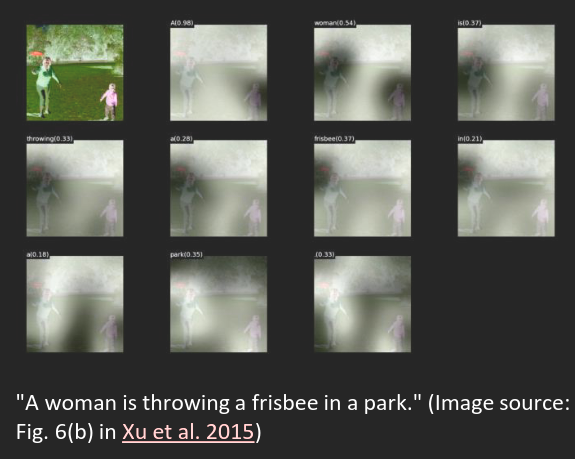 A(0.98)
woman(0.54)
is(0.37)
throwing(0.33)
a(0.28)
frisbee(0.37)
in(0.21)
a(0.18)
park(0.35)
.(0.33)
"A woman is throwing a frisbee in a park." (Image source:
Fig. 6(b) in Xu et al. 2015)